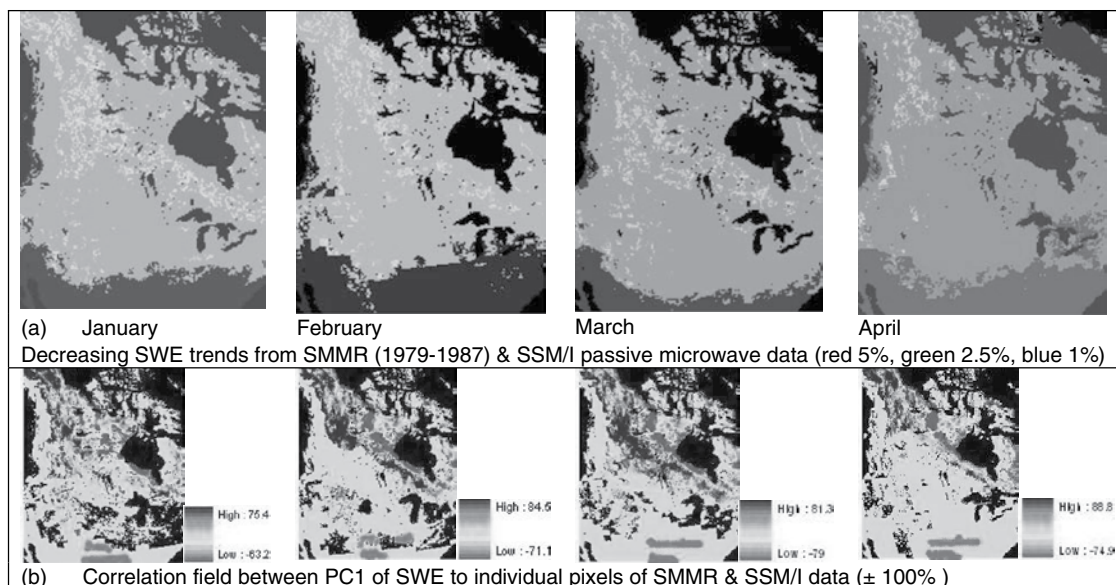 (a) January February March April
Decreasing SWE trends from SMMR (1979-1987) & SSM/I passive microwave data (red 5%, green 2.5%, blue 1%)
High : 75.4
Low : -63.2
High : 84.5
Low : -71.1
High : 81.3
Low : -79
High : 88.8
Low : -74.9
(b) Correlation field between PC1 of SWE to individual pixels of SMMR & SSM/I data (± 100% )